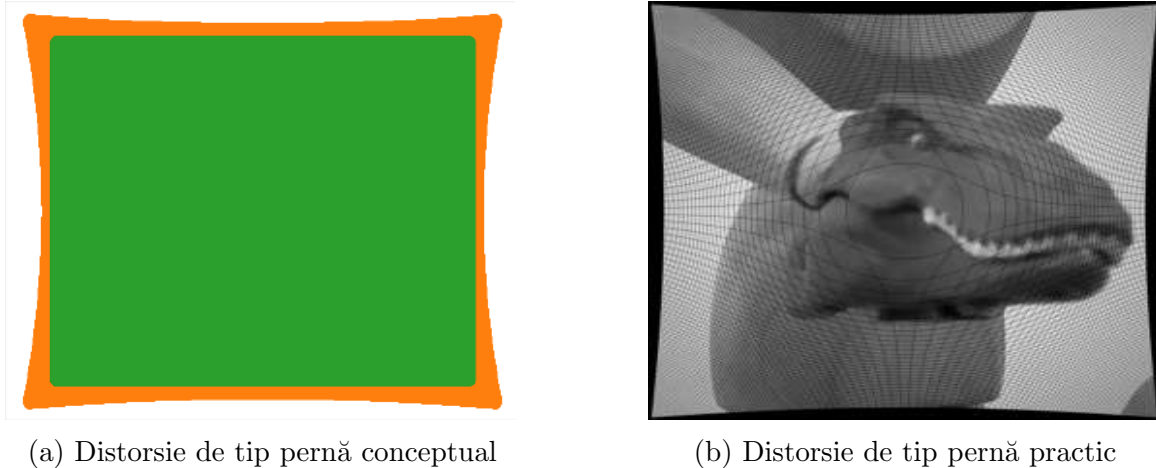 (a) Distorsie de tip pernă conceptual
(b) Distorsie de tip pernă practic